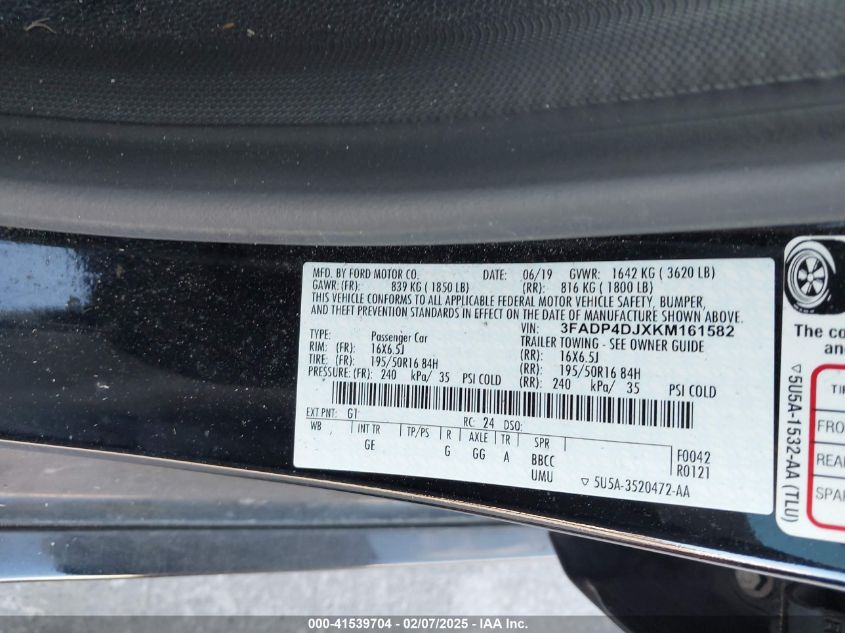 MFD. BY FORD MOTOR CO. DATE: 06/19 GVWR: 1642 KG ( 3620 LB)
GAWR: (FR): 839 KG ( 1850 LB) (RR): 816 KG ( 1800 LB)
THIS VEHICLE CONFORMS TO ALL APPLICABLE FEDERAL MOTOR VEHICLE SAFETY, BUMPER,
AND THEFT PREVENTION STANDARDS IN EFFECT ON THE DATE OF MANUFACTURE SHOWN ABOVE.
VIN: 3FADP4DJXKM161582
TYPE: Passenger Car TRAILER TOWING - SEE OWNER GUIDE
RIM: (FR): 16X6.5J (RR): 16X6.5J
TIRE: (FR): 195/50R16 84H (RR): 195/50R16 84H
PRESSURE: (FR): 240 kPa/ 35 PSI COLD (RR): 240 kPa/ 35 PSI COLD
EXT PNT: G1 RC: 24 DSO:
WB INT TR TP/PS R AXLE TR SPR F0042
GE G GG A BBCC R0121
UMU ▽ 5U5A-3520472-AA
The co
an
TI
FRO
REA
SPA
▽5U5A-1532-AA (TLU)
000-41539704 - 02/07/2025 - IAA Inc.